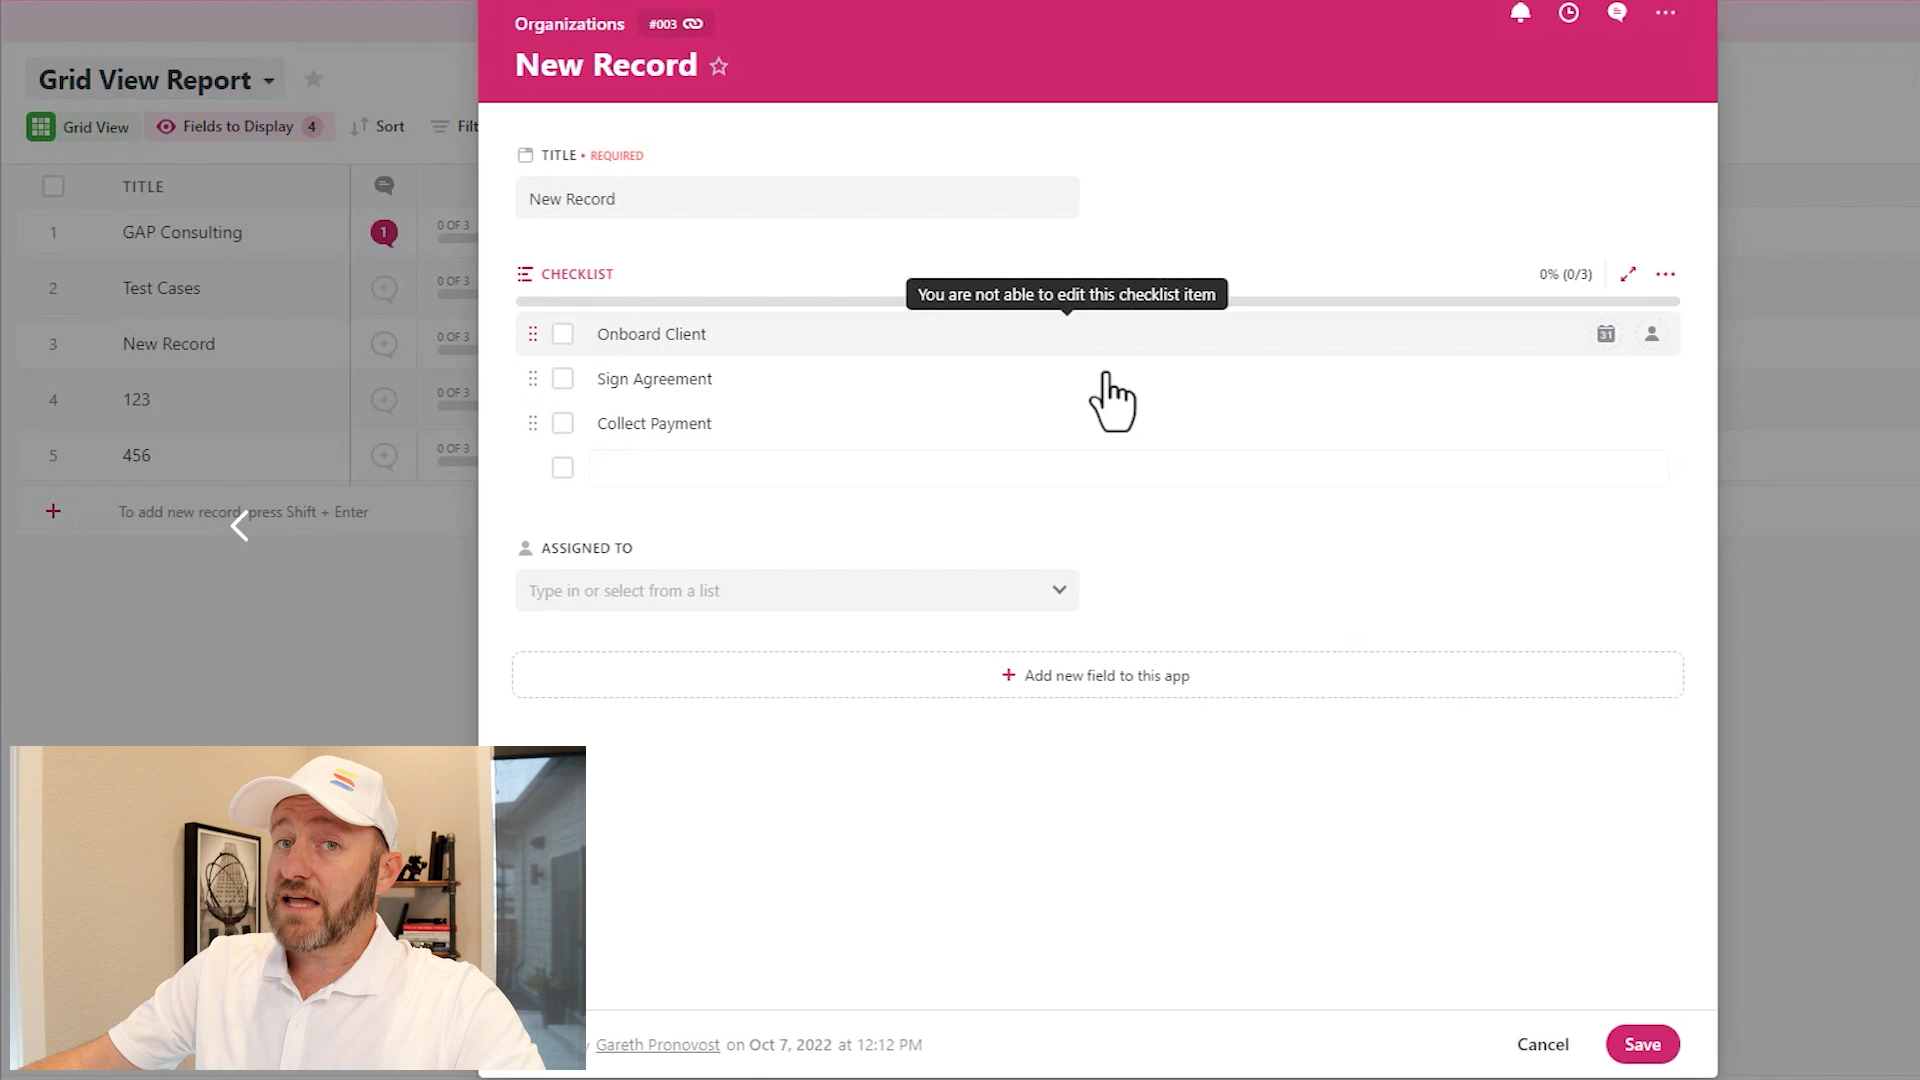 Organizations #003
New Record
Grid View Report
Grid View Fields to Display 4 Sort Filt
TITLE
1 GAP Consulting 1 0 OF 3
2 Test Cases 0 OF 3
3 New Record 0 OF 3
4 123 0 OF 3
5 456 0 OF 3
To add new record, press Shift + Enter
TITLE • REQUIRED
New Record
CHECKLIST
0% (0/3)
You are not able to edit this checklist item
Onboard Client
31
Sign Agreement
Collect Payment
ASSIGNED TO
Type in or select from a list
+ Add new field to this app
Gareth Pronovost on Oct 7, 2022 at 12:12 PM
Cancel
Save